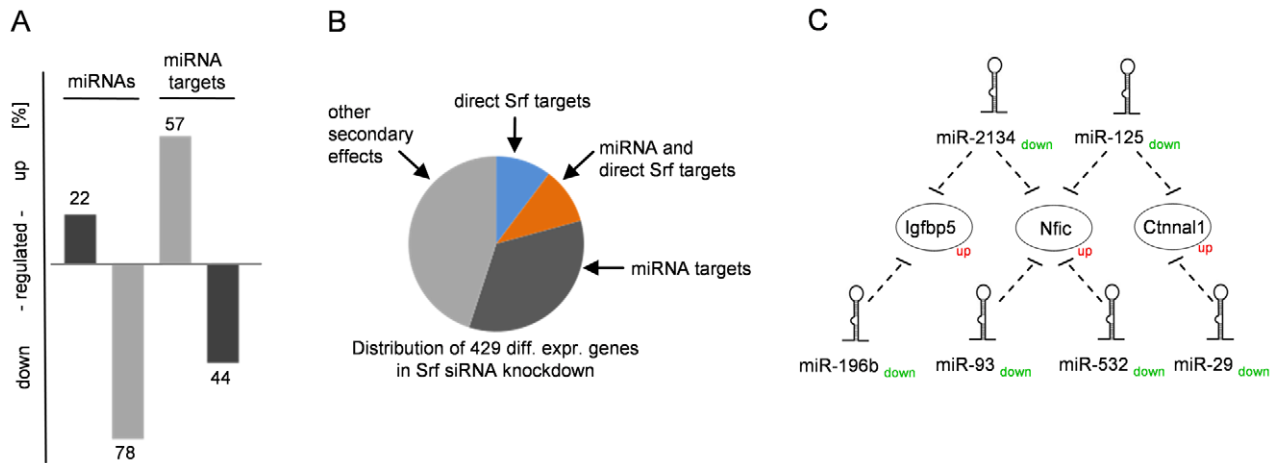 A
miRNAs
miRNA
targets
down - regulated - up [%]
22
78
57
44
B
direct Srf targets
other
secondary
effects
miRNA and
direct Srf targets
miRNA targets
Distribution of 429 diff. expr. genes
in Srf siRNA knockdown
C
miR-2134 down
miR-125 down
Igfbp5 up
Nfic up
Ctnnal1 up
miR-196b down
miR-93 down
miR-532 down
miR-29 down